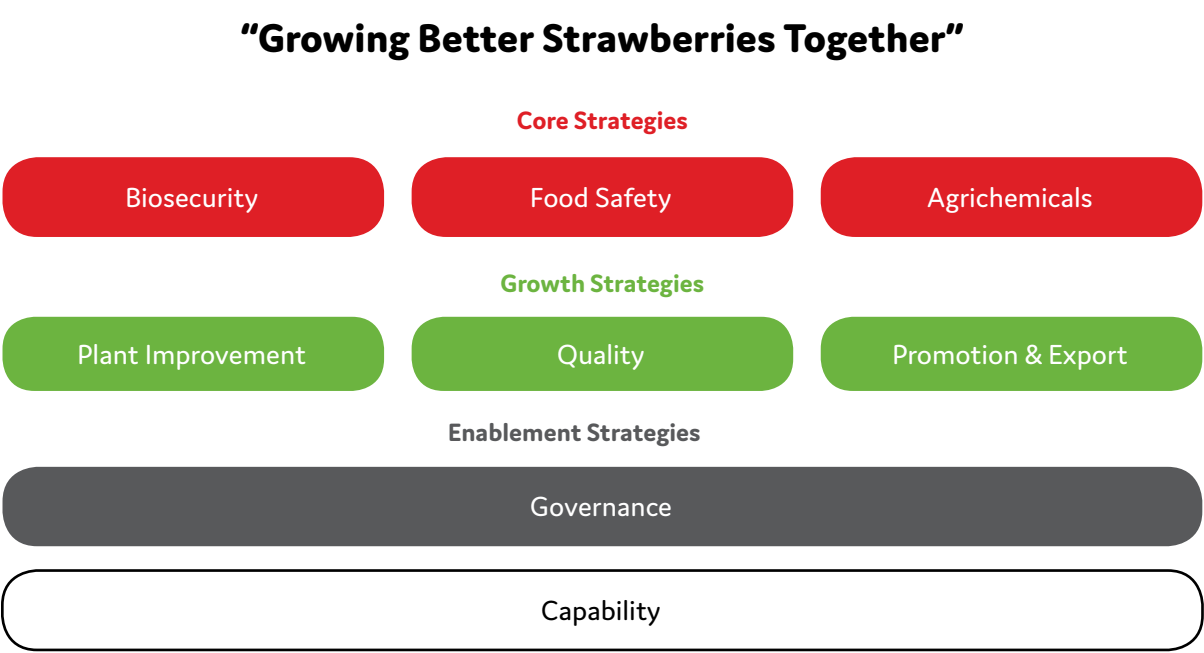 “Growing Better Strawberries Together”
Core Strategies
Biosecurity
Food Safety
Agrichemicals
Growth Strategies
Plant Improvement
Quality
Promotion & Export
Enablement Strategies
Governance
Capability